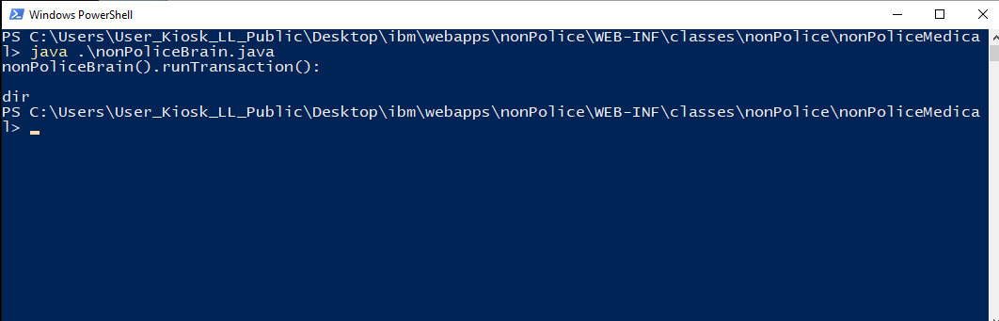 Windows PowerShell
PS C:\Users\User_Kiosk_LL_Public\Desktop\ibm\webapps\nonPolice\WEB-INF\classes\nonPolice\nonPoliceMedica
l> java .\nonPoliceBrain.java
nonPoliceBrain().runTransaction():
dir
PS C:\Users\User_Kiosk_LL_Public\Desktop\ibm\webapps\nonPolice\WEB-INF\classes\nonPolice\nonPoliceMedica
l>